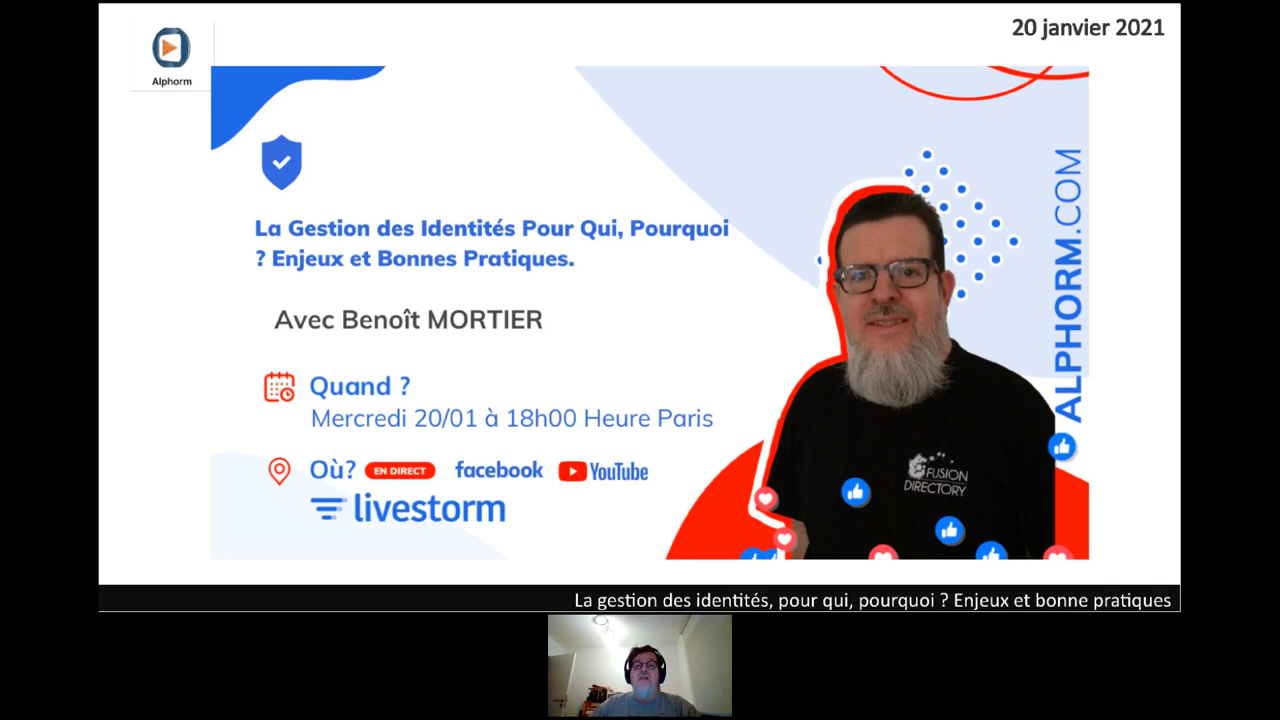 20 janvier 2021
Alphorm
La Gestion des Identités Pour Qui, Pourquoi
? Enjeux et Bonnes Pratiques.
Avec Benoît MORTIER
Quand ?
Mercredi 20/01 à 18h00 Heure Paris
Où? EN DIRECT facebook YouTube
livestorm
ALPHORM.COM
FUSION
DIRECTORY
La gestion des identités, pour qui, pourquoi ? Enjeux et bonne pratiques